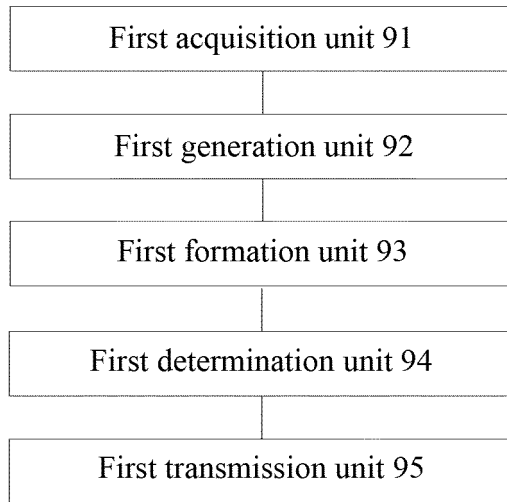 First acquisition unit 91
First generation unit 92
First formation unit 93
First determination unit 94
First transmission unit 95